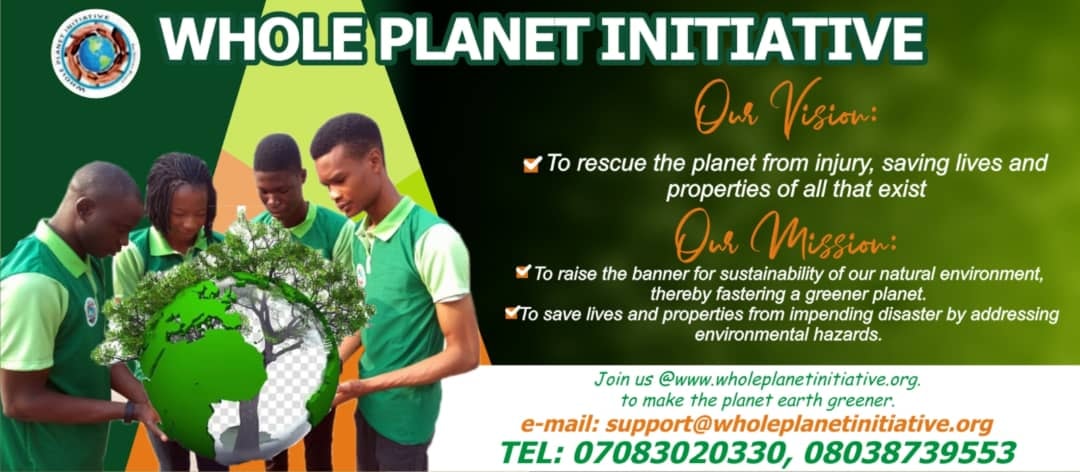 WHOLE PLANET INITIATIVE
WHOLE PLANET INITIATIVE
Our Vision:
To rescue the planet from injury, saving lives and
properties of all that exist
Our Mission:
To raise the banner for sustainability of our natural environment,
thereby fastering a greener planet.
To save lives and properties from impending disaster by addressing
environmental hazards.
Join us @www.wholeplanetinitiative.org.
to make the planet earth greener.
e-mail: support@wholeplanetinitiative.org
TEL: 07083020330, 08038739553